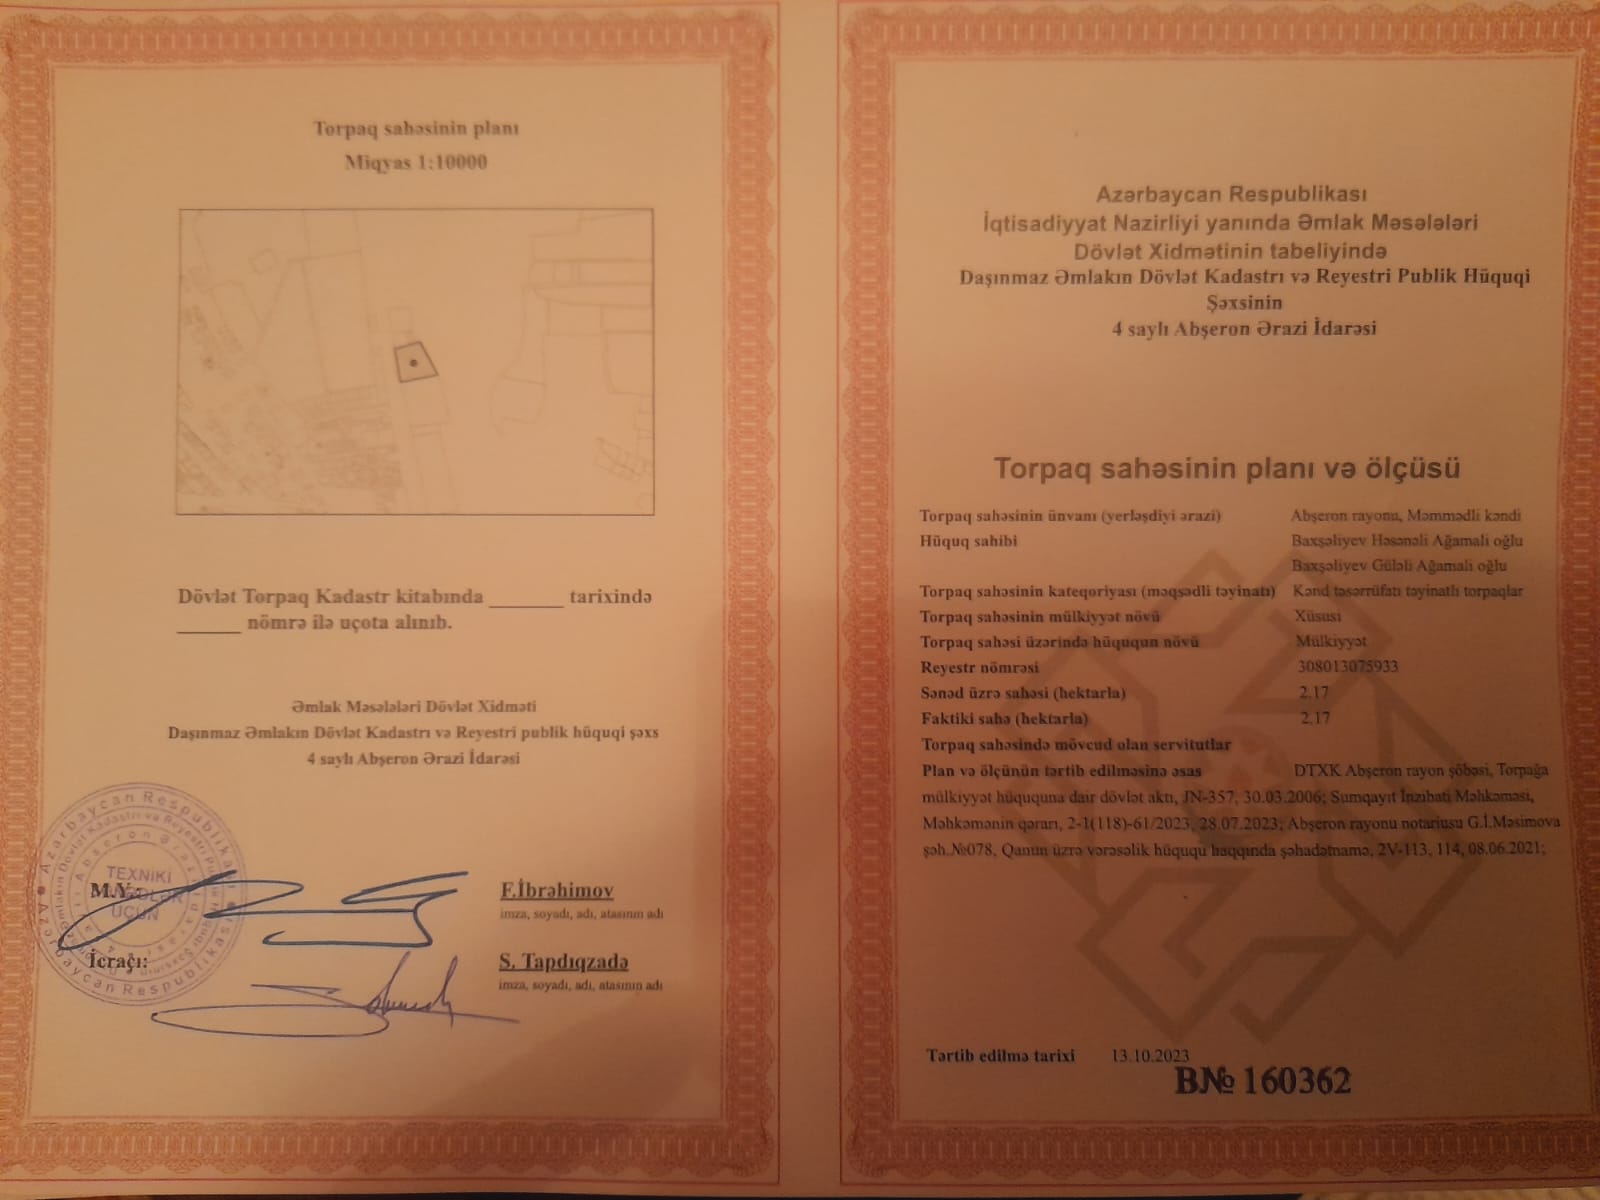 Torpaq sahəsinin planı
Miqyas 1:10000
Dövlət Torpaq Kadastr kitabında _______ tarixində
______ nömrə ilə uçota alınıb.
Əmlak Məsələləri Dövlət Xidməti
Daşınmaz Əmlakın Dövlət Kadastrı və Reyestri publik hüquqi şəxs
4 saylı Abşeron Ərazi İdarəsi
Azərbaycan Respublikası
TEXNİKİ
ÜÇÜN
M.Y.:
F.İbrəhimov
imza, soyadı, adı, atasının adı
İcraçı:
S. Tapdıqzadə
imza, soyadı, adı, atasının adı
Azərbaycan Respublikası
İqtisadiyyat Nazirliyi yanında Əmlak Məsələləri
Dövlət Xidmətinin tabeliyində
Daşınmaz Əmlakın Dövlət Kadastrı və Reyestri Publik Hüquqi
Şəxsinin
4 saylı Abşeron Ərazi İdarəsi
Torpaq sahəsinin planı və ölçüsü
Torpaq sahəsinin ünvanı (yerləşdiyi ərazi) Abşeron rayonu, Məmmədli kəndi
Hüquq sahibi Baxşəliyev Həsənəli Ağamali oğlu
Baxşəliyev Güləli Ağamali oğlu
Torpaq sahəsinin kateqoriyası (məqsədli təyinatı) Kənd təsərrüfatı təyinatlı torpaqlar
Torpaq sahəsinin mülkiyyət növü Xüsusi
Torpaq sahəsi üzərində hüququn növü Mülkiyyət
Reyestr nömrəsi 308013075933
Sənəd üzrə sahəsi (hektarla) 2.17
Faktiki sahə (hektarla) 2.17
Torpaq sahəsində mövcud olan servitutlar
Plan və ölçünün tərtib edilməsinə əsas DTXK Abşeron rayon şöbəsi, Torpağa
mülkiyyət hüququna dair dövlət aktı, JN-357, 30.03.2006; Sumqayıt İnzibati Məhkəməsi,
Məhkəmənin qərarı, 2-1(118)-61/2023, 28.07.2023; Abşeron rayonu notariusu G.İ.Məsimova
şəh.№078, Qanun üzrə vərəsəlik hüququ haqqında şəhadətnamə, 2V-113, 114, 08.06.2021;
Tərtib edilmə tarixi 13.10.2023
BN№ 160362